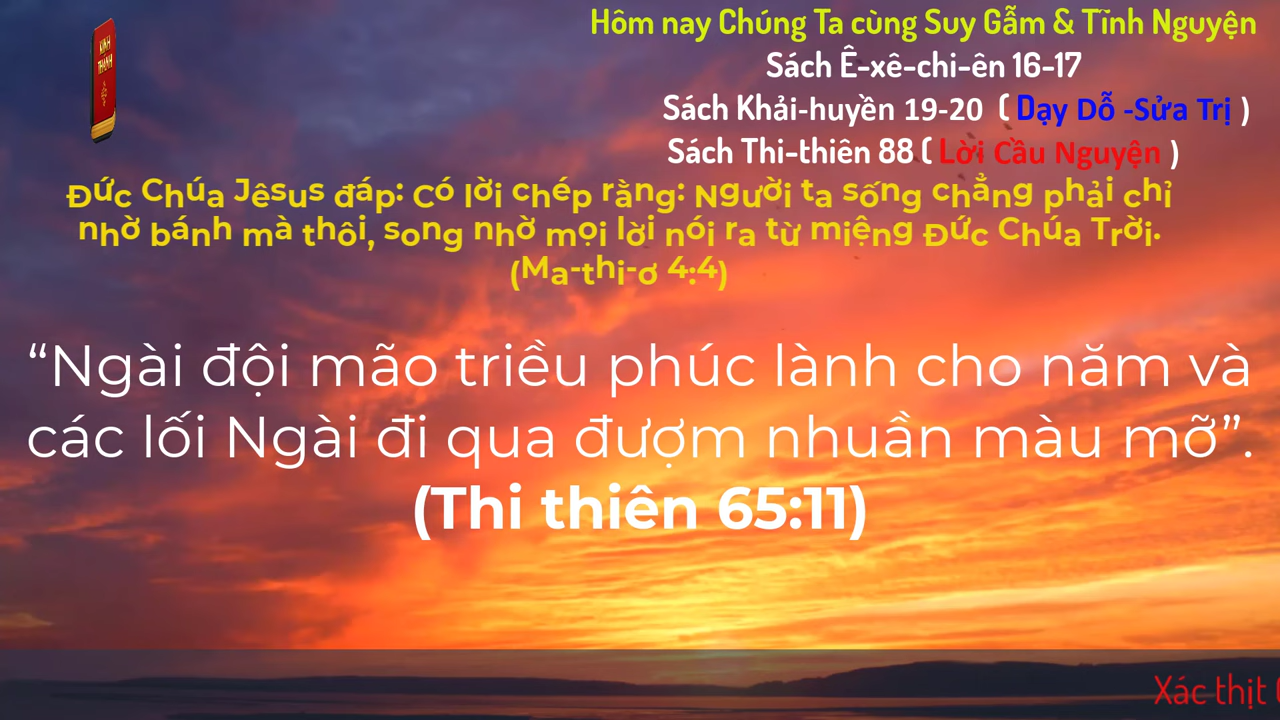 KINH
THÁNH
Hôm nay Chúng Ta cùng Suy Gẫm & Tĩnh Nguyện
Sách Ê-xê-chi-ên 16-17
Sách Khải-huyền 19-20 ( Dạy Dỗ -Sửa Trị )
Sách Thi-thiên 88 ( Lời Cầu Nguyện )
Đức Chúa Jêsus đáp: Có lời chép rằng: Người ta sống chẳng phải chỉ
nhờ bánh mà thôi, song nhờ mọi lời nói ra từ miệng Đức Chúa Trời.
(Ma-thi-ơ 4:4)
“Ngài đội mão triều phúc lành cho năm và
các lối Ngài đi qua đượm nhuần màu mỡ”.
(Thi thiên 65:11)
Xác thịt